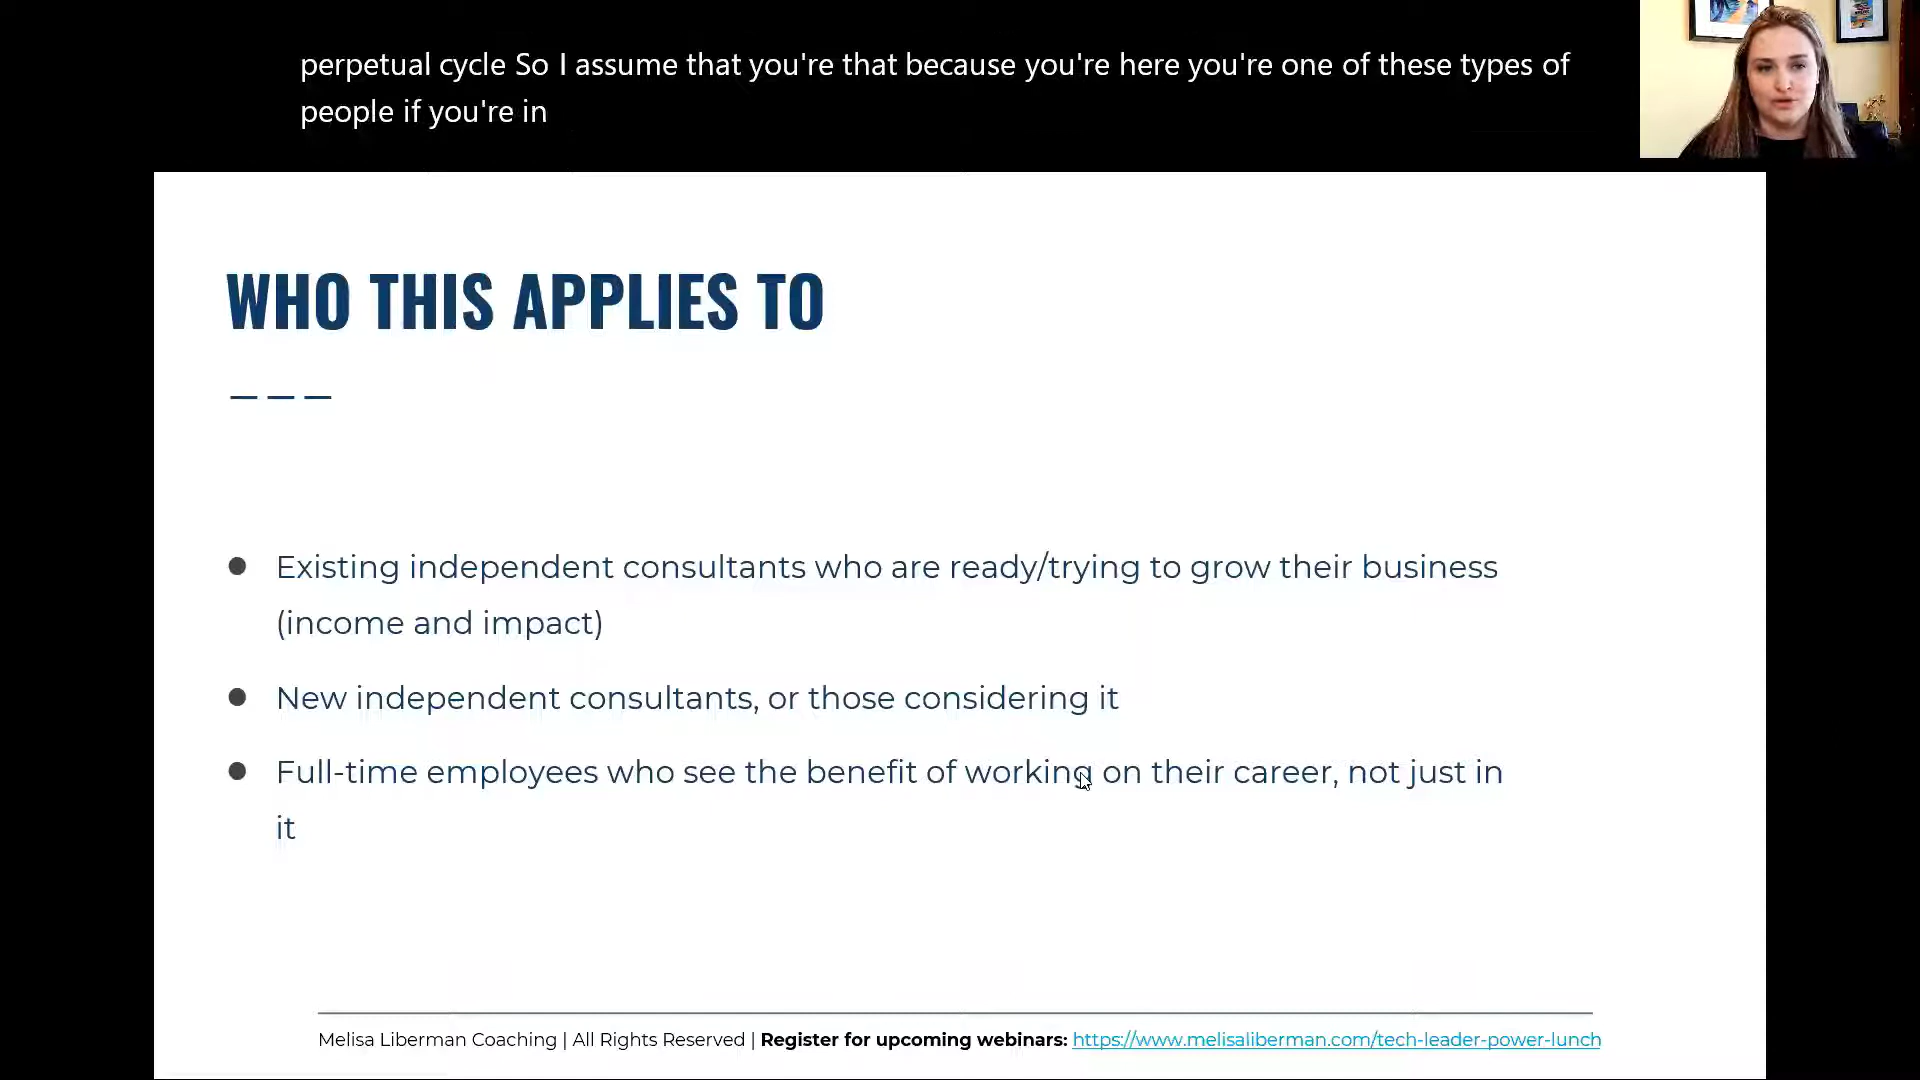 perpetual cycle So I assume that you're that because you're here you're one of these types of
people if you're in
WHO THIS APPLIES TO
Existing independent consultants who are ready/trying to grow their business
(income and impact)
New independent consultants, or those considering it
Full-time employees who see the benefit of working on their career, not just in
it
Melisa Liberman Coaching | All Rights Reserved | Register for upcoming webinars: https://www.melisaliberman.com/tech-leader-power-lunch